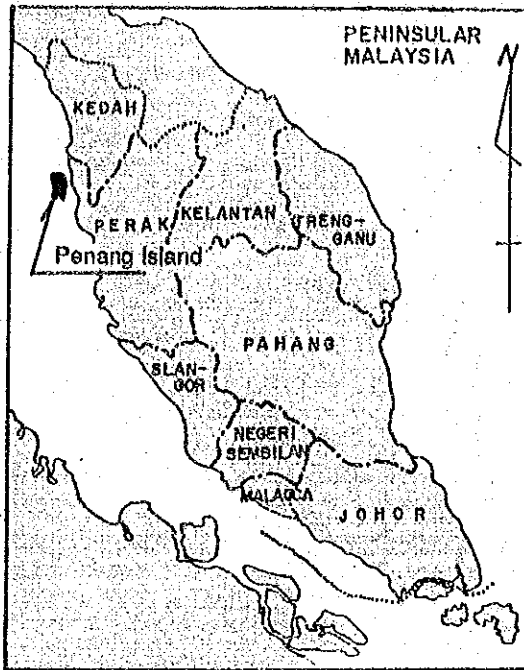 PENINSULAR
MALAYSIA
N
KEDAH
PERAK
KELANTAN
TRENG-
GANU
Penang Island
PAHANG
SLAN-
GOR
NEGERI
SEMBILAN
MALACCA
JOHOR